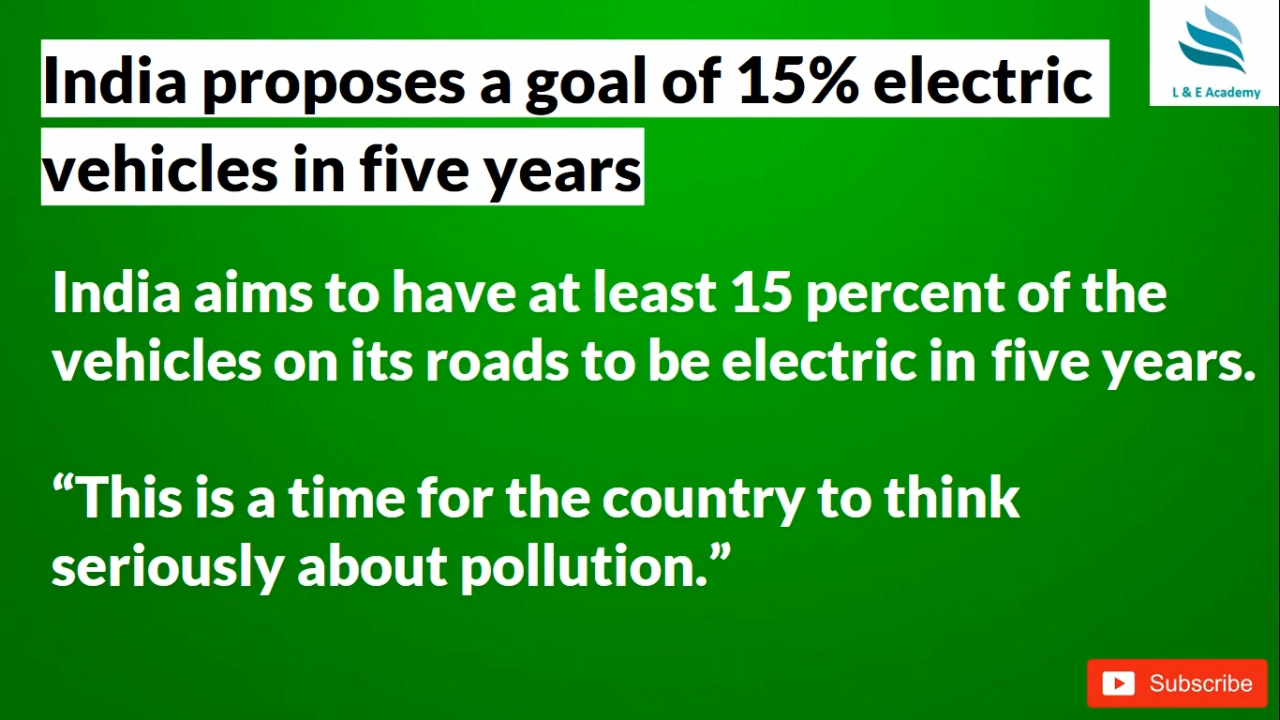 India proposes a goal of 15% electric
vehicles in five years
L & E Academy
India aims to have at least 15 percent of the
vehicles on its roads to be electric in five years.
“This is a time for the country to think
seriously about pollution.”
Subscribe